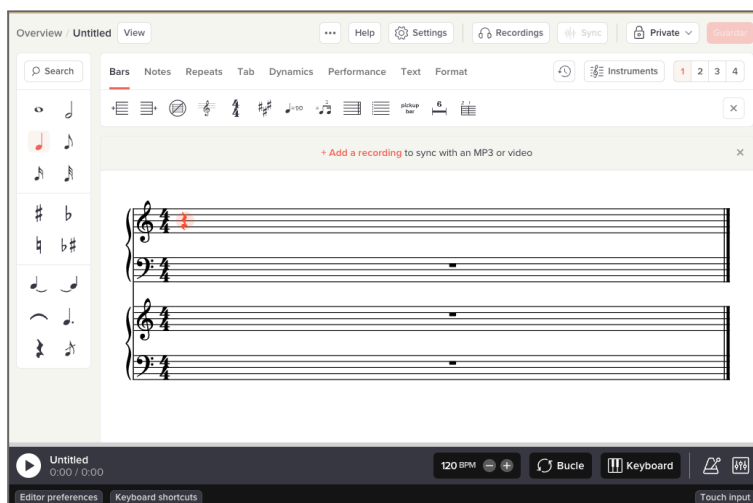 Overview / Untitled View ••• Help Settings Recordings Sync Private Guardar
Search Bars Notes Repeats Tab Dynamics Performance Text Format Instruments 1 2 3 4
=90 pickup bar 6
+ Add a recording to sync with an MP3 or video
Untitled
0:00 / 0:00
120 BPM Bucle Keyboard
Editor preferences Keyboard shortcuts Touch input